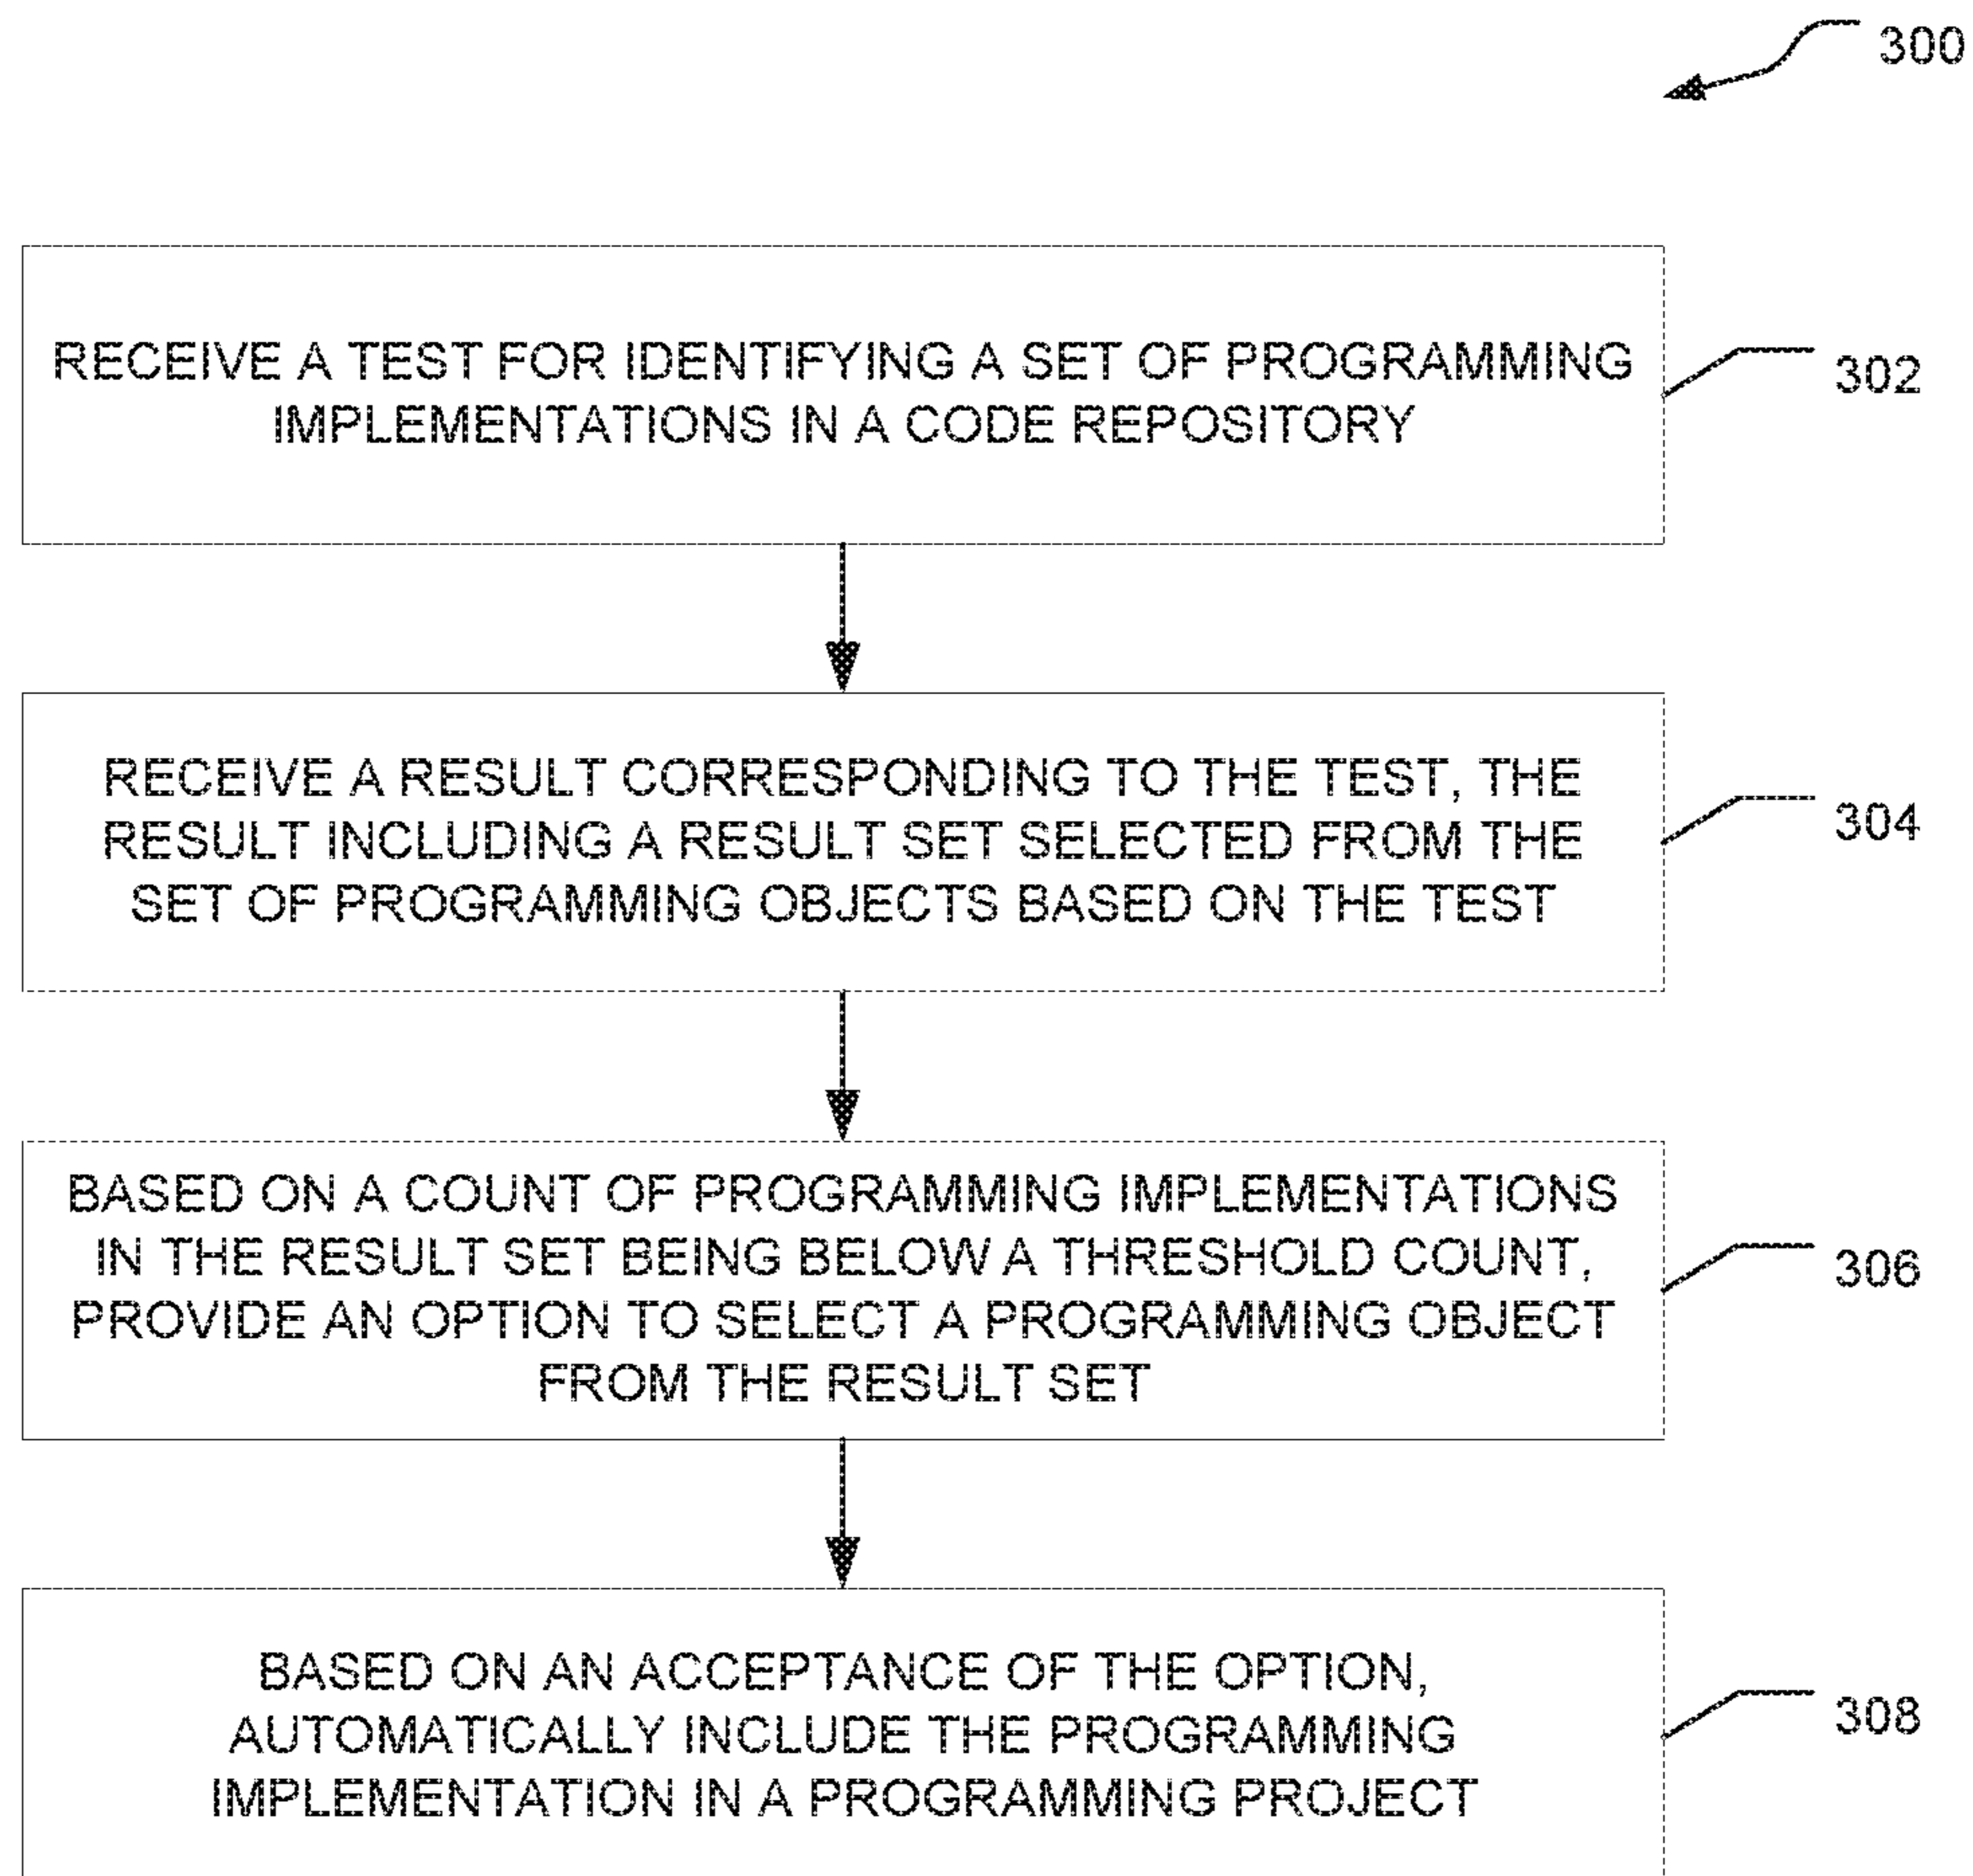 300
RECEIVE A TEST FOR IDENTIFYING A SET OF PROGRAMMING
IMPLEMENTATIONS IN A CODE REPOSITORY
302
RECEIVE A RESULT CORRESPONDING TO THE TEST, THE
RESULT INCLUDING A RESULT SET SELECTED FROM THE
SET OF PROGRAMMING OBJECTS BASED ON THE TEST
304
BASED ON A COUNT OF PROGRAMMING IMPLEMENTATIONS
IN THE RESULT SET BEING BELOW A THRESHOLD COUNT,
PROVIDE AN OPTION TO SELECT A PROGRAMMING OBJECT
FROM THE RESULT SET
306
BASED ON AN ACCEPTANCE OF THE OPTION,
AUTOMATICALLY INCLUDE THE PROGRAMMING
IMPLEMENTATION IN A PROGRAMMING PROJECT
308